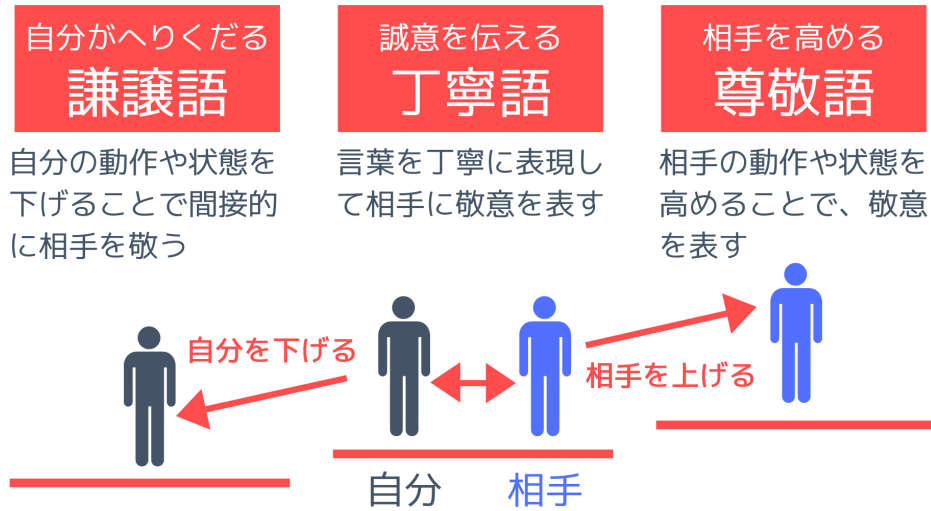 自分がへりくだる
謙譲語
自分の動作や状態を
下げることで間接的
に相手を敬う
誠意を伝える
丁寧語
言葉を丁寧に表現し
て相手に敬意を表す
相手を高める
尊敬語
相手の動作や状態を
高めることで、敬意
を表す
自分を下げる
相手を上げる
自分
相手